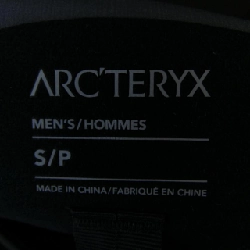 ARC'TERYX
MEN'S/HOMMES
S/P
MADE IN CHINA/FABRIQUÉ EN CHINE